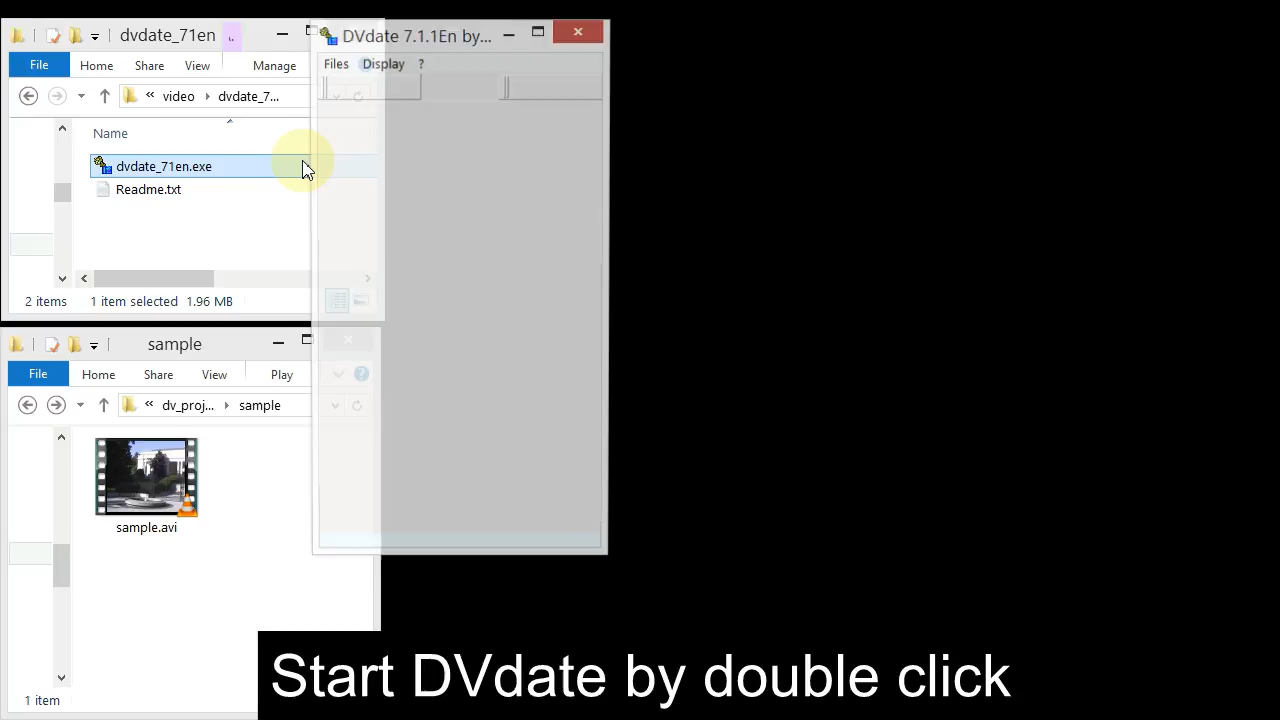 dvdate_71en
File Home Share View Manage
« video › dvdate_7...
Name
dvdate_71en.exe
Readme.txt
2 items 1 item selected 1.96 MB
DVdate 7.1.1En by...
Files Display ?
sample
File Home Share View Play
« dv_proj... › sample
sample.avi
1 item
Start DVdate by double click